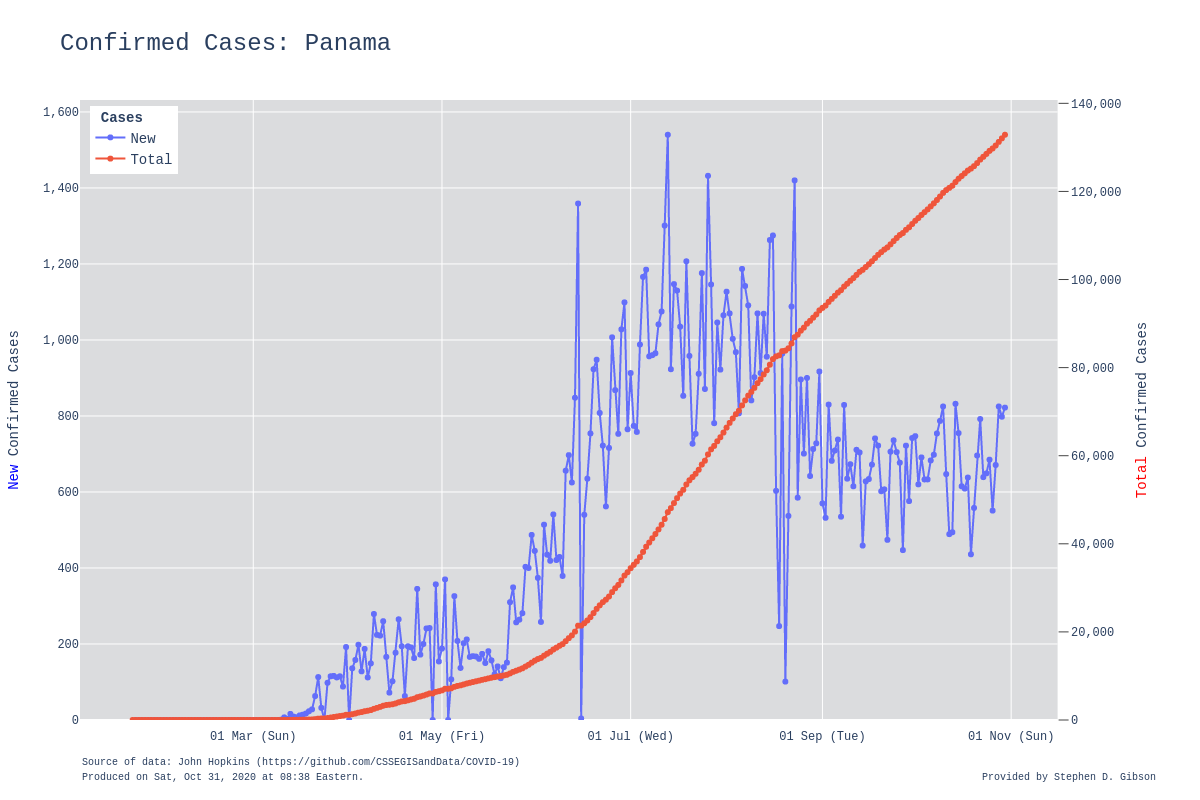 Confirmed Cases: Panama
Cases
New
Total
1,600
1,400
1,200
1,000
800
600
400
200
0
New Confirmed Cases
140,000
120,000
100,000
80,000
60,000
40,000
20,000
0
Total Confirmed Cases
01 Mar (Sun)
01 May (Fri)
01 Jul (Wed)
01 Sep (Tue)
01 Nov (Sun)
Source of data: John Hopkins (https://github.com/CSSEGISandData/COVID-19)
Produced on Sat, Oct 31, 2020 at 08:38 Eastern.
Provided by Stephen D. Gibson